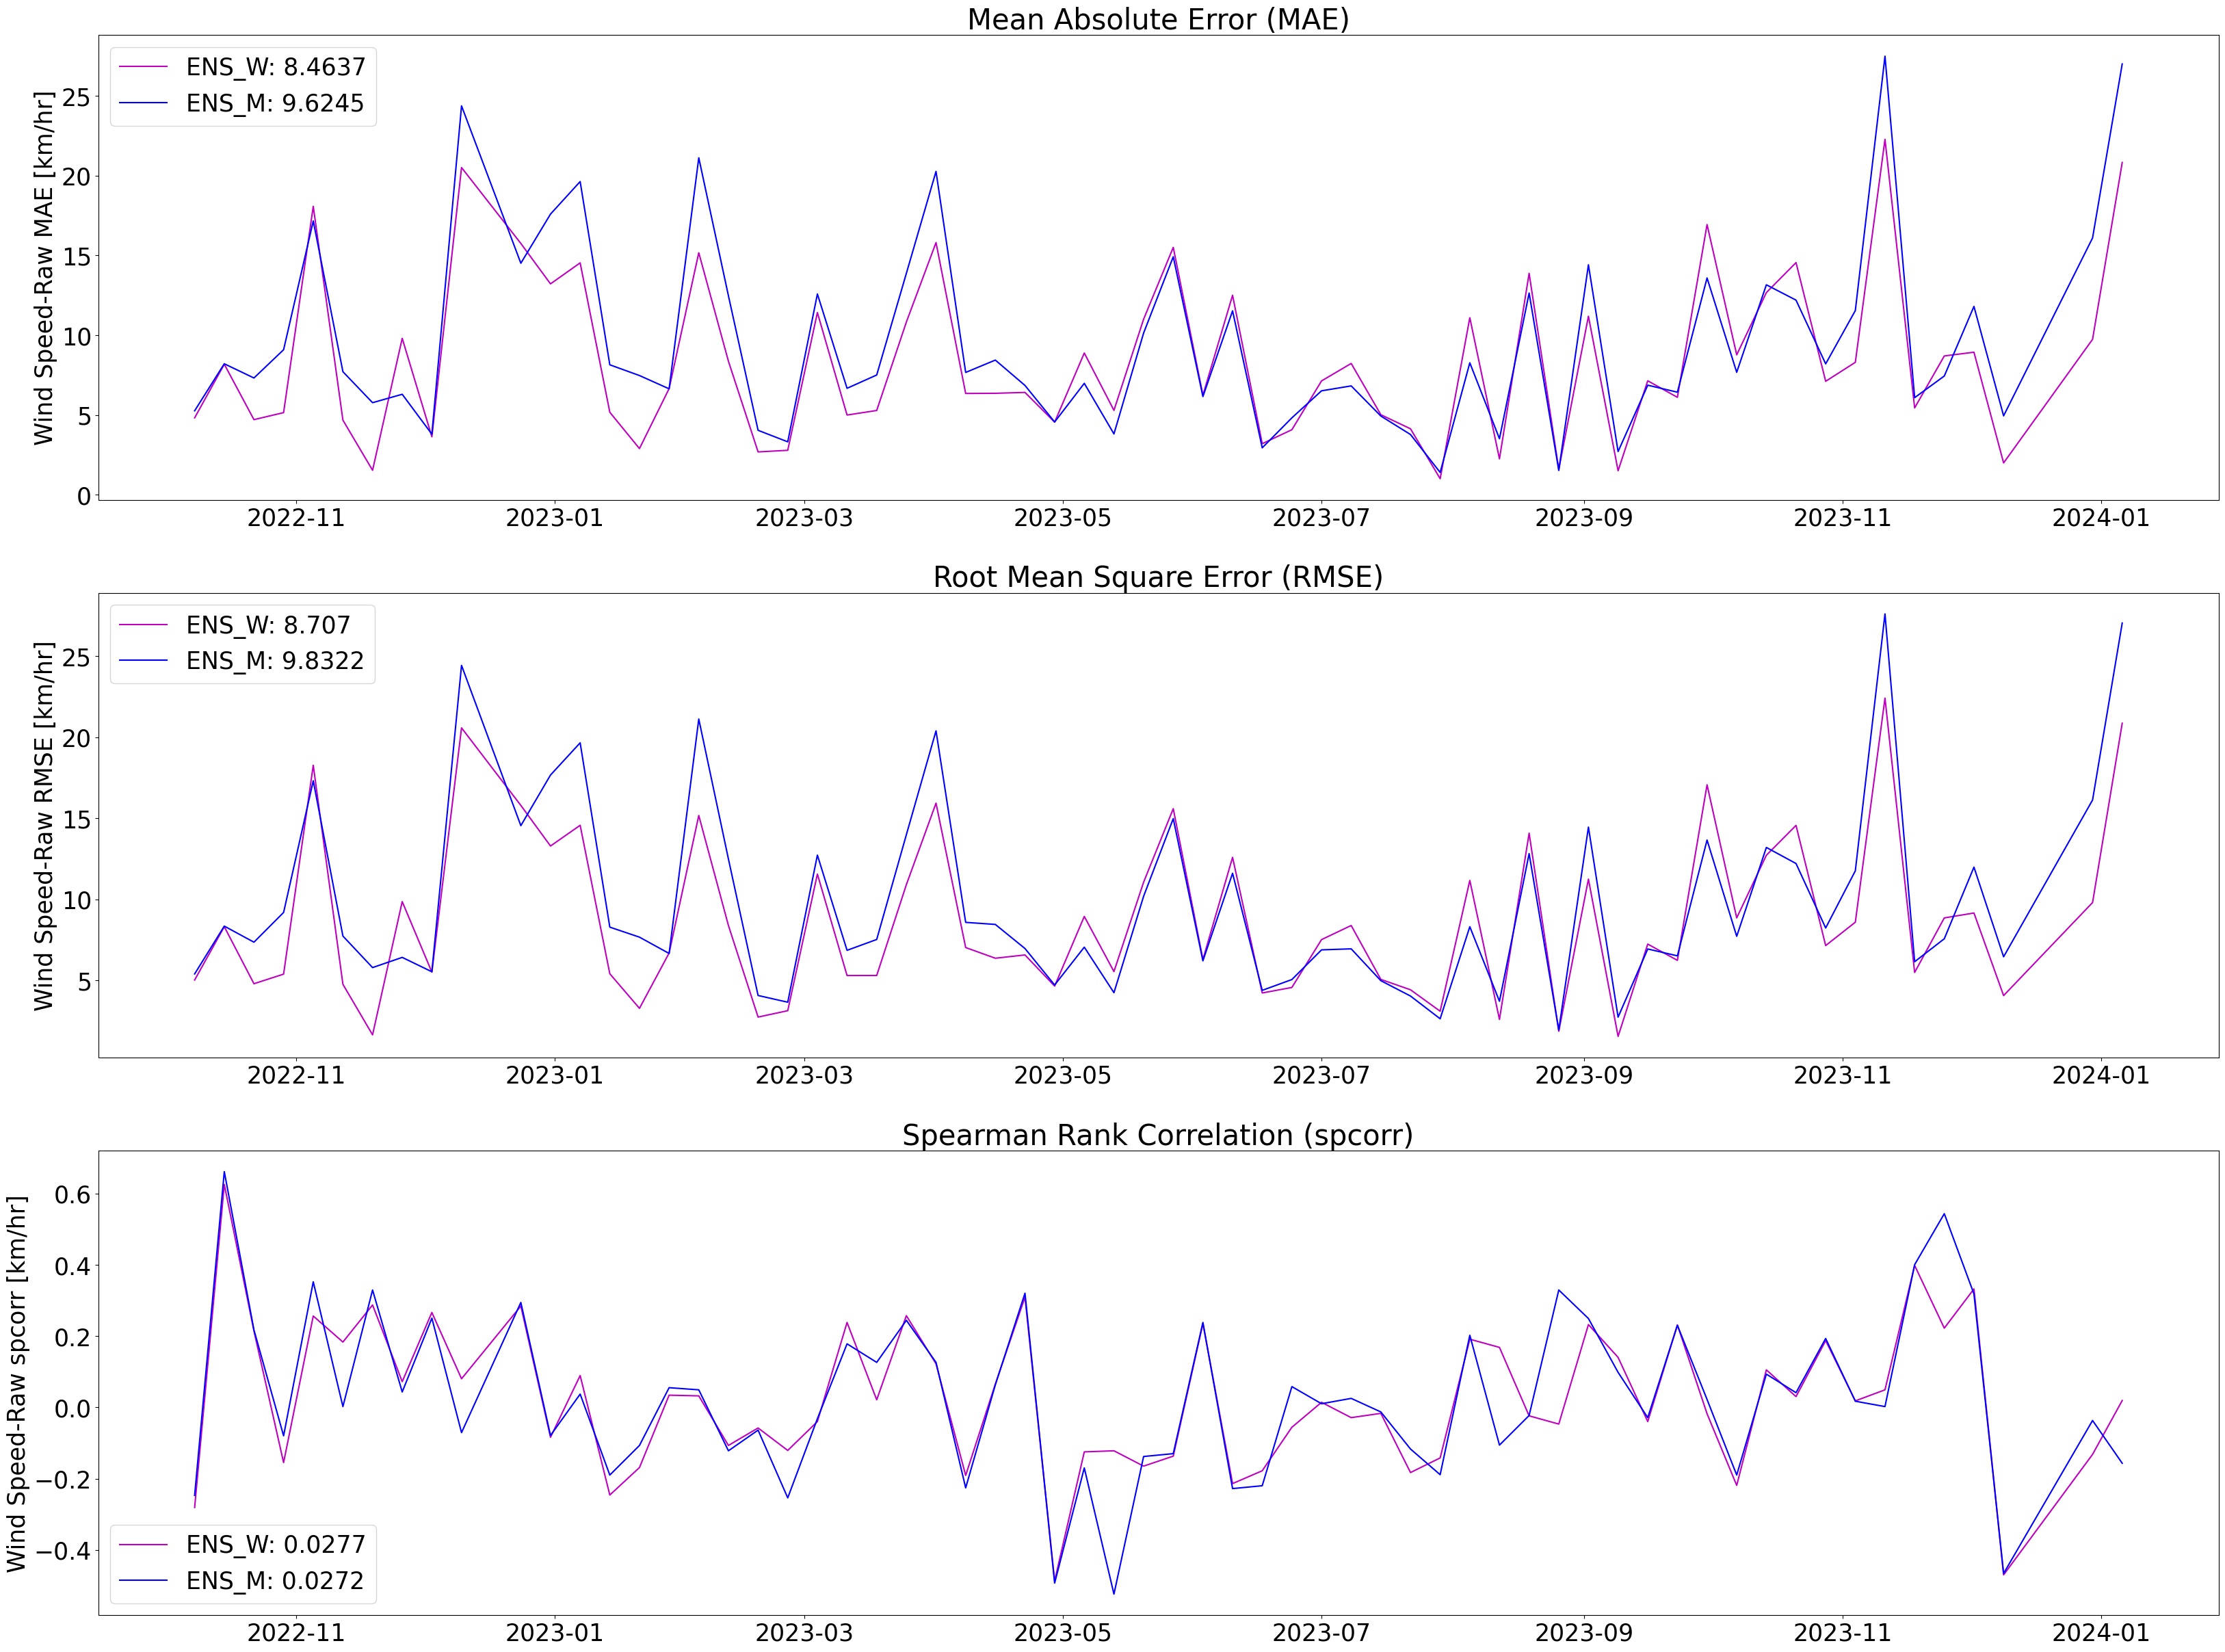 Mean Absolute Error (MAE)
ENS_W: 8.4637
ENS_M: 9.6245
Wind Speed-Raw MAE [km/hr]
25
20
15
10
5
0
2022-11 2023-01 2023-03 2023-05 2023-07 2023-09 2023-11 2024-01
Root Mean Square Error (RMSE)
ENS_W: 8.707
ENS_M: 9.8322
Wind Speed-Raw RMSE [km/hr]
25
20
15
10
5
2022-11 2023-01 2023-03 2023-05 2023-07 2023-09 2023-11 2024-01
Spearman Rank Correlation (spcorr)
Wind Speed-Raw spcorr [km/hr]
0.6
0.4
0.2
0.0
−0.2
−0.4
ENS_W: 0.0277
ENS_M: 0.0272
2022-11 2023-01 2023-03 2023-05 2023-07 2023-09 2023-11 2024-01